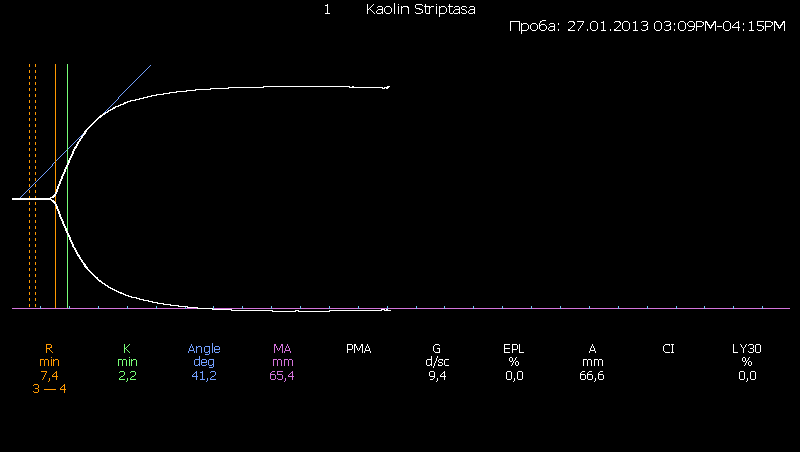 1 Kaolin Striptasa
Проба: 27.01.2013 03:09PM-04:15PM
R K Angle MA PMA G EPL A CI LY30
min min deg mm d/sc % mm %
7,4 2,2 41,2 65,4 9,4 0,0 66,6 0,0
3 — 4